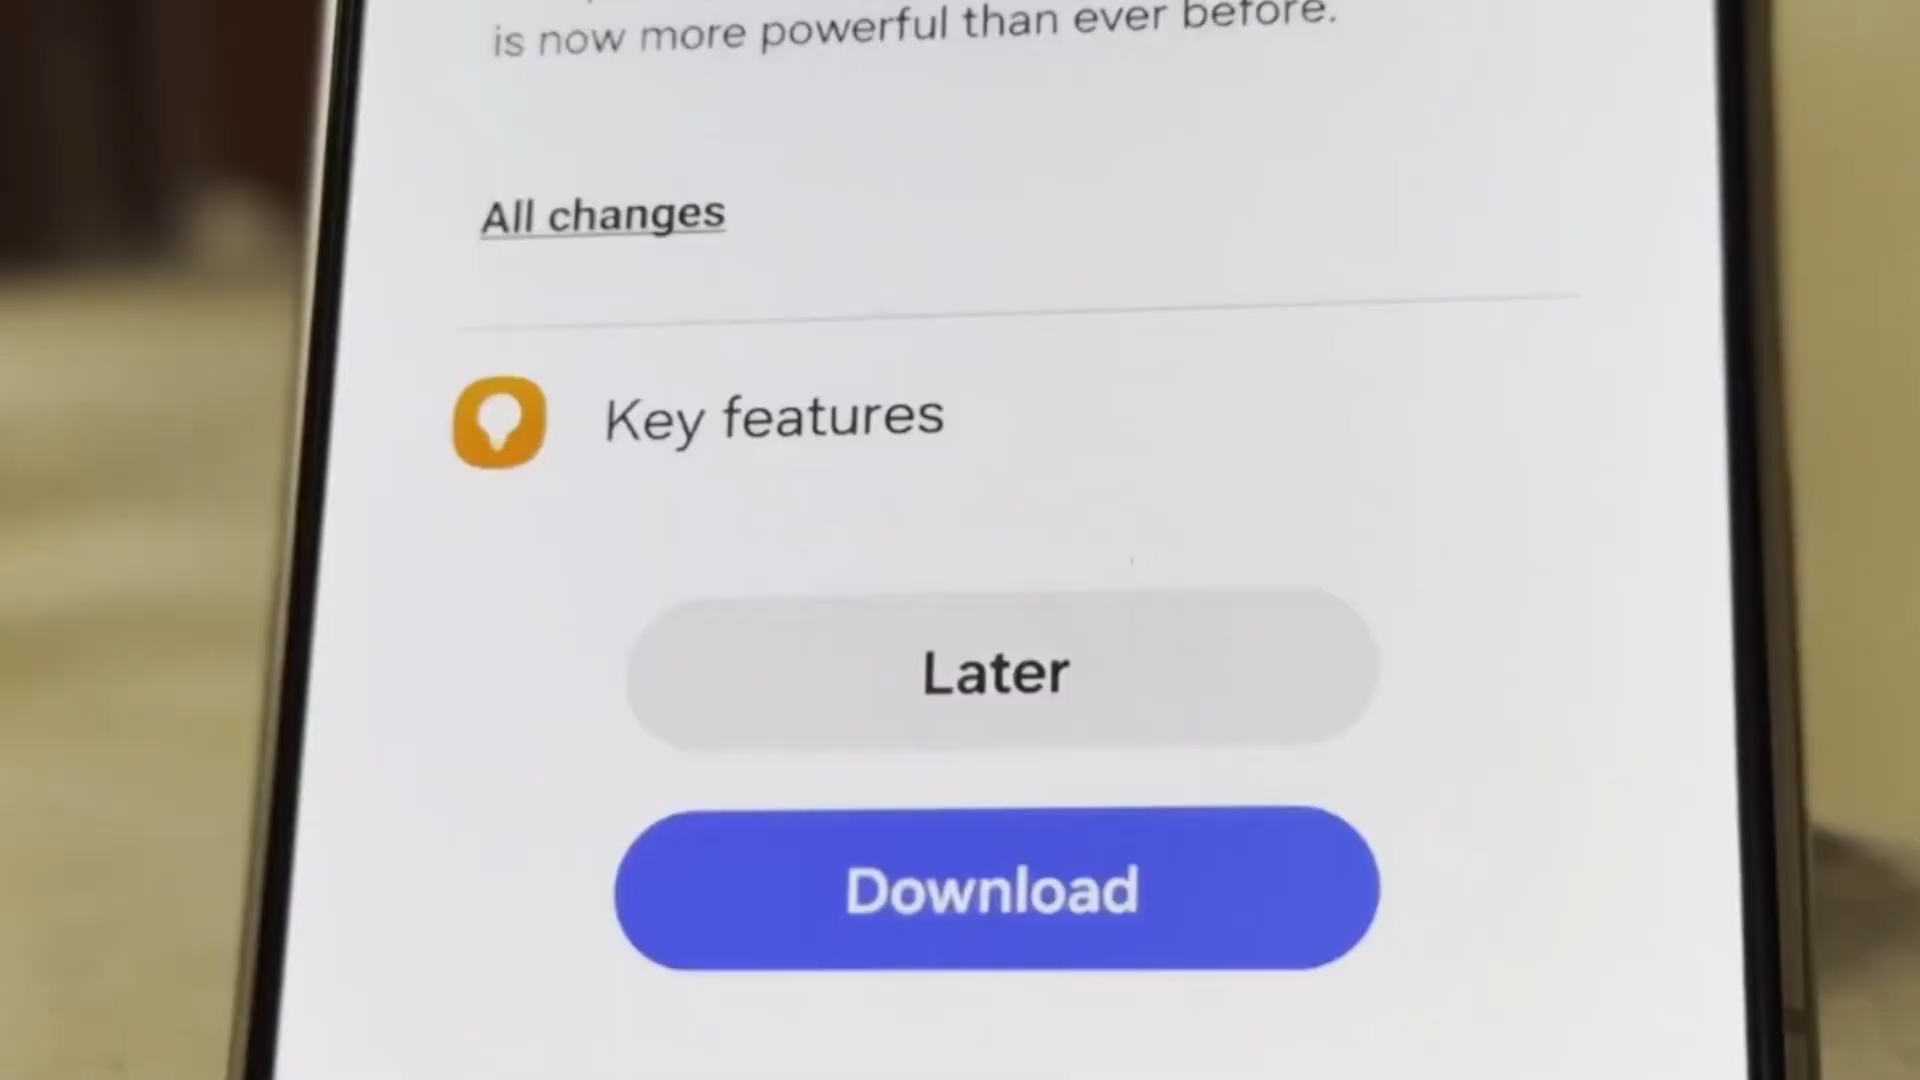 is now more powerful than ever before.
All changes
Key features
Later
Download